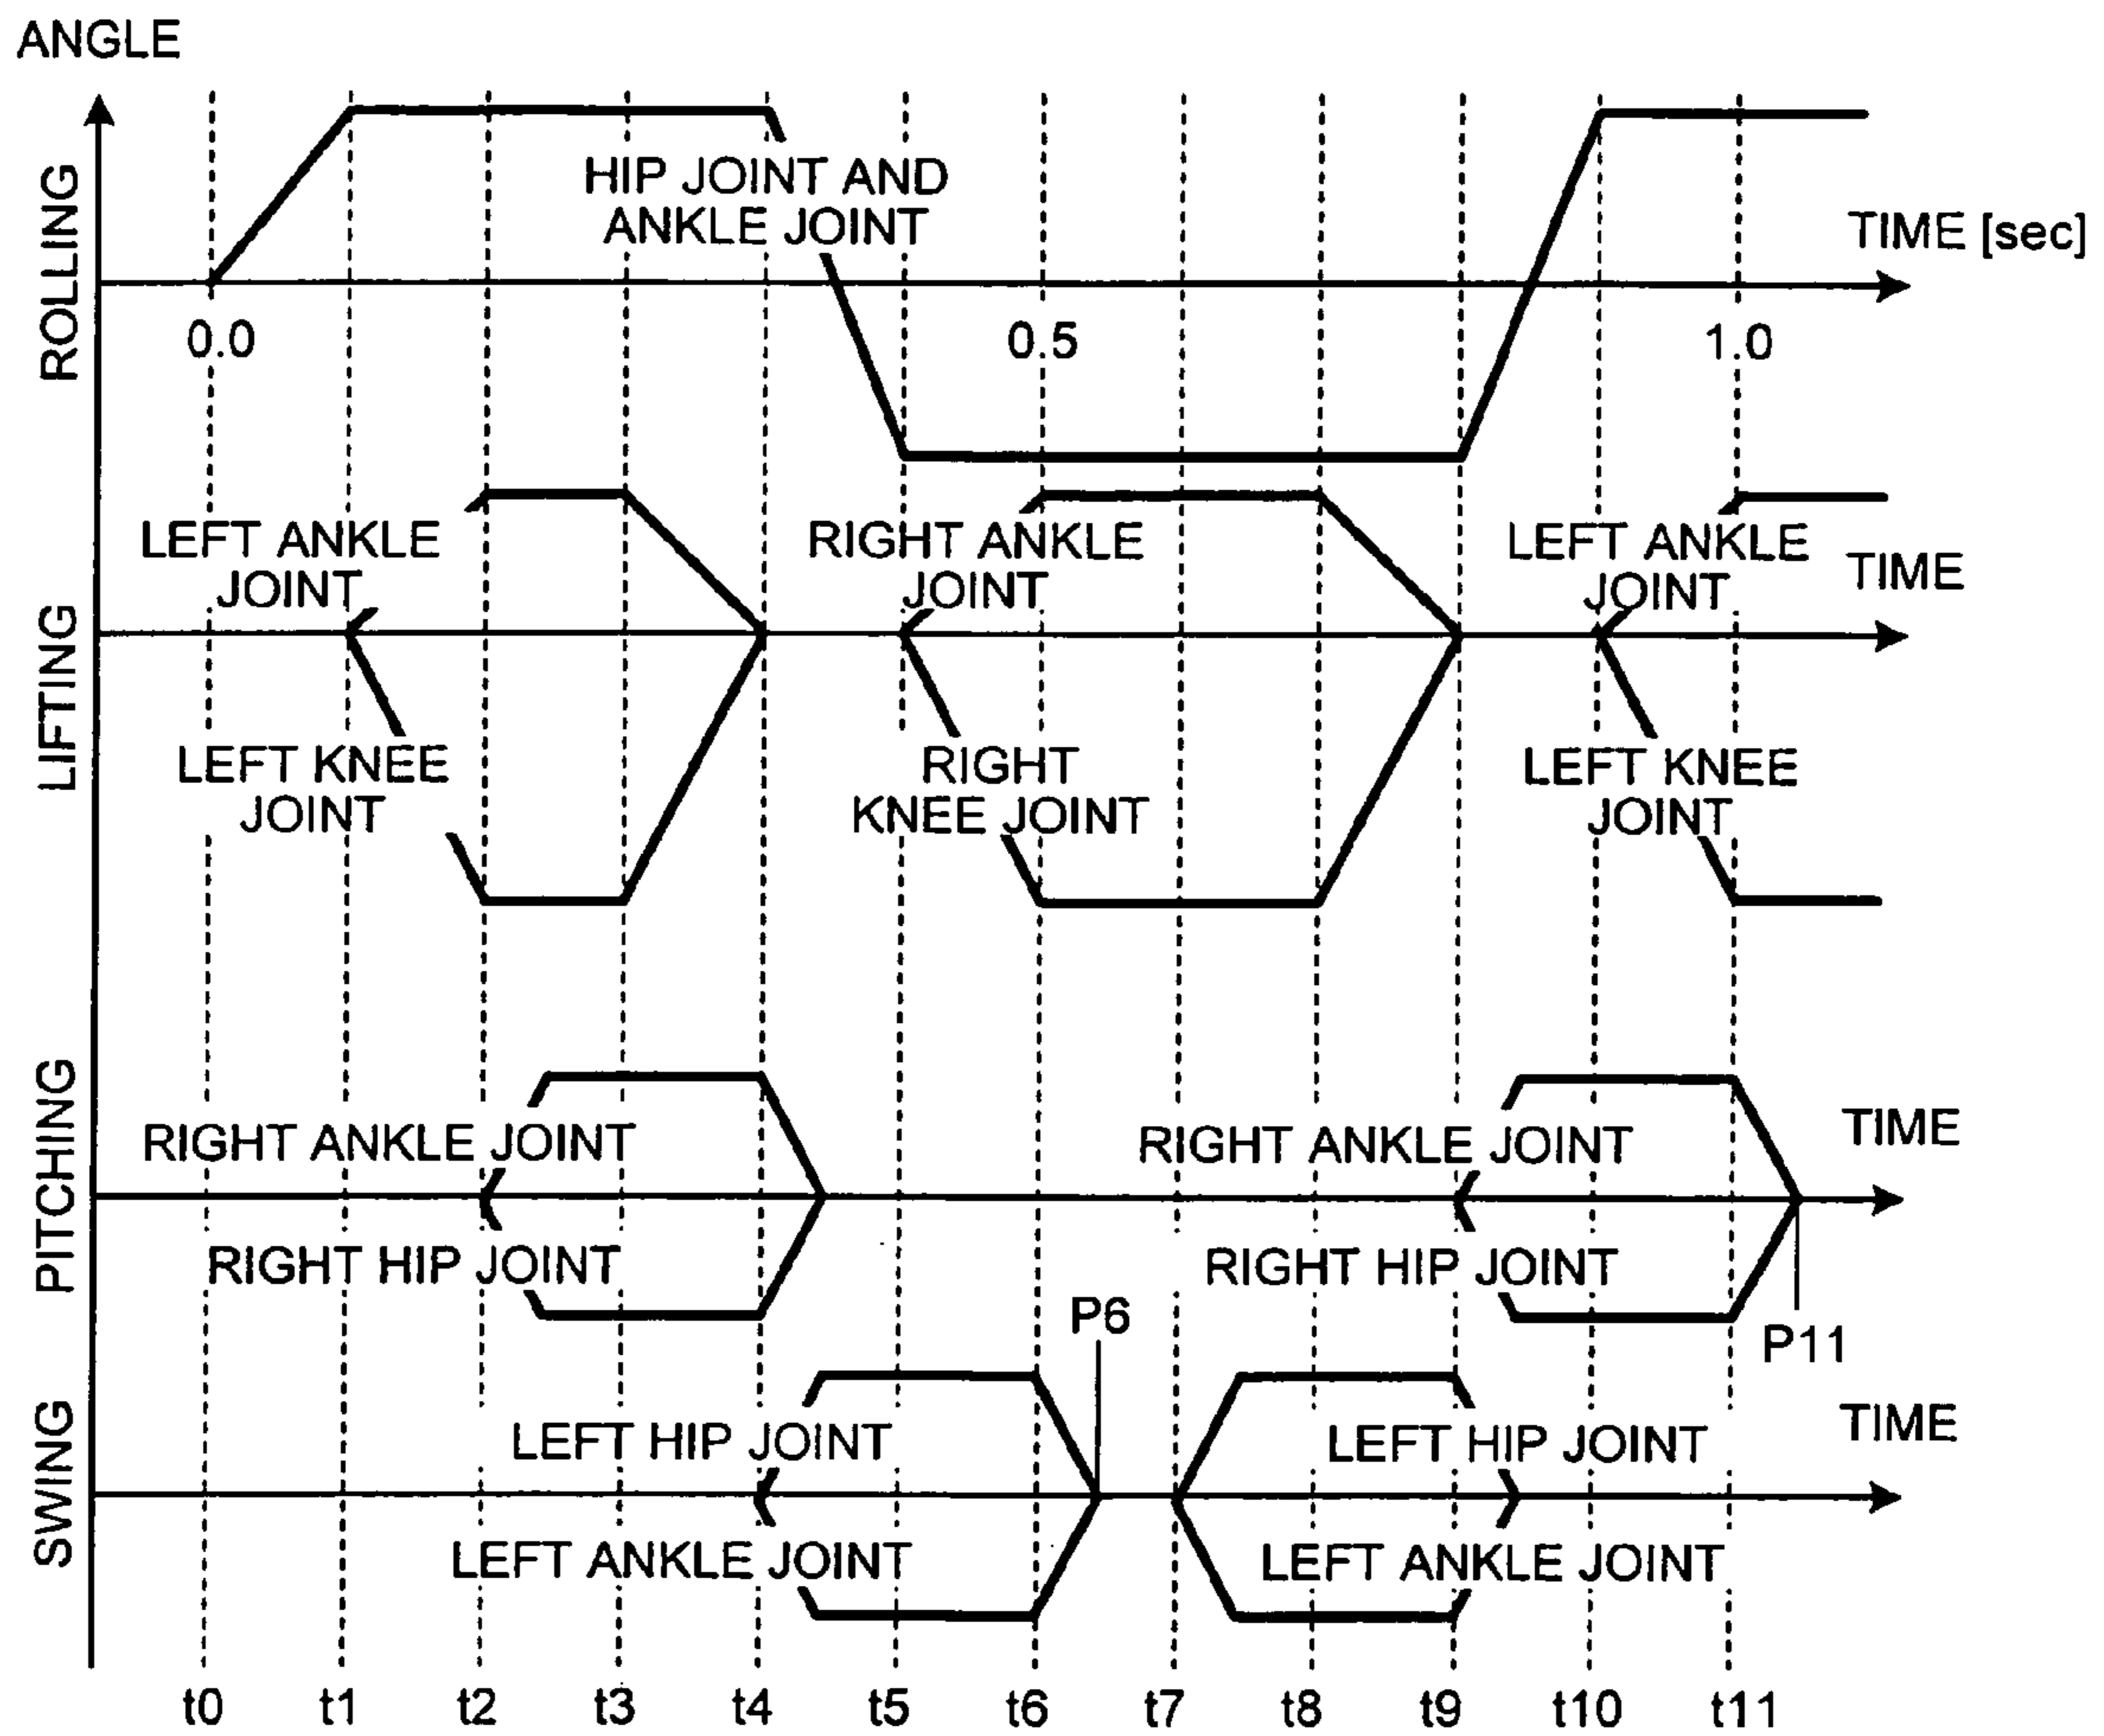 ANGLE
ROLLING
HIP JOINT AND
ANKLE JOINT
TIME [sec]
0.0
0.5
1.0
LIFTING
LEFT ANKLE
JOINT
RIGHT ANKLE
JOINT
LEFT ANKLE
JOINT
TIME
LEFT KNEE
JOINT
RIGHT
KNEE JOINT
LEFT KNEE
JOINT
PITCHING
RIGHT ANKLE JOINT
RIGHT ANKLE JOINT
TIME
RIGHT HIP JOINT
RIGHT HIP JOINT
P6
P11
SWING
LEFT HIP JOINT
LEFT HIP JOINT
TIME
LEFT ANKLE JOINT
LEFT ANKLE JOINT
t0 t1 t2 t3 t4 t5 t6 t7 t8 t9 t10 t11